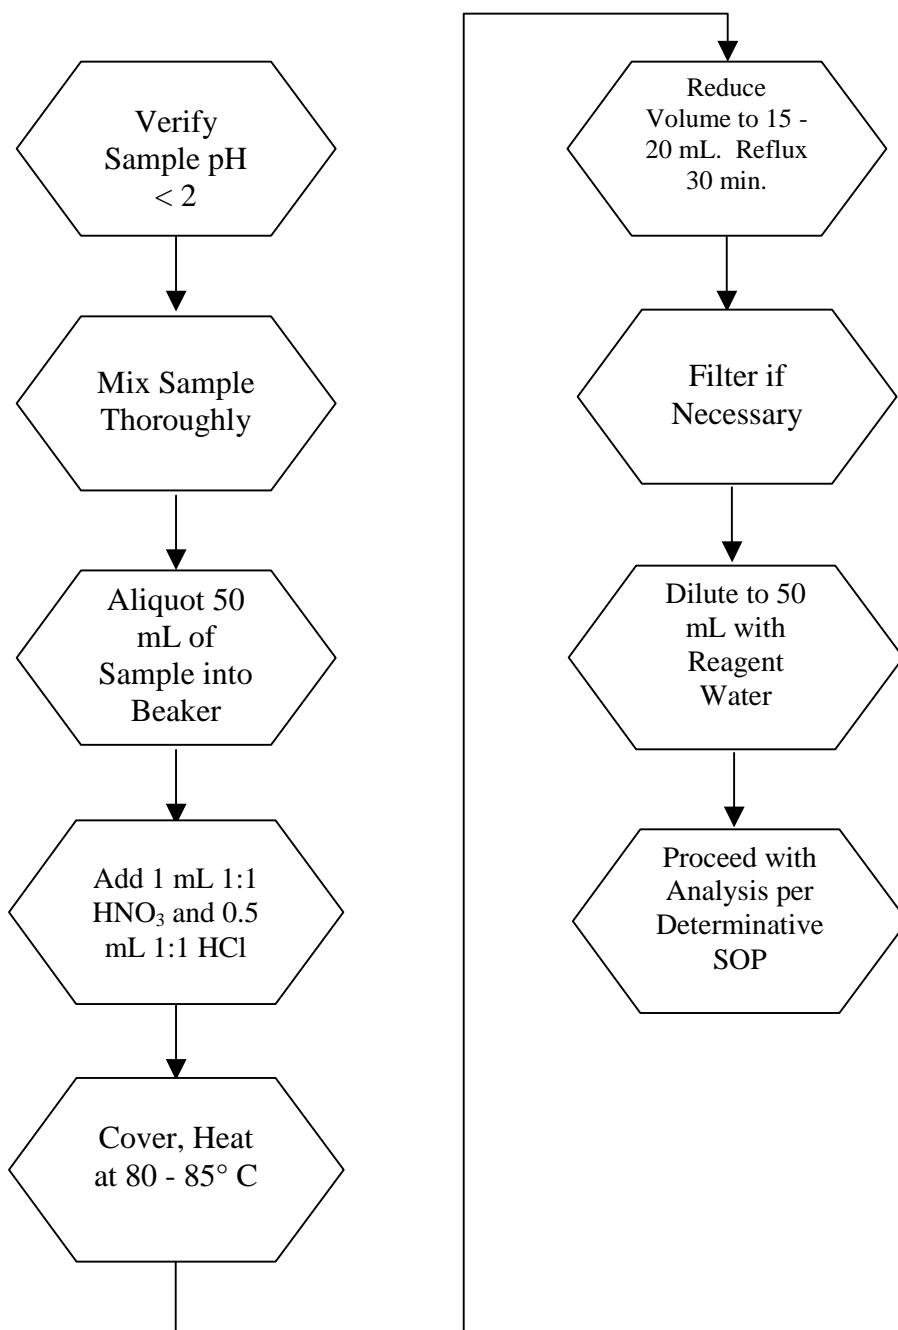 Verify
Sample pH
< 2
Mix Sample
Thoroughly
Aliquot 50
mL of
Sample into
Beaker
Add 1 mL 1:1
HNO₃ and 0.5
mL 1:1 HCl
Cover, Heat
at 80 - 85° C
Reduce
Volume to 15 -
20 mL. Reflux
30 min.
Filter if
Necessary
Dilute to 50
mL with
Reagent
Water
Proceed with
Analysis per
Determinative
SOP